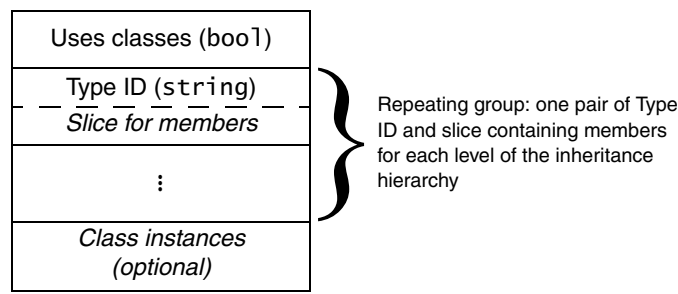 Uses classes (bool)
Type ID (string)
Slice for members
⋮
Class instances
(optional)
Repeating group: one pair of Type
ID and slice containing members
for each level of the inheritance
hierarchy